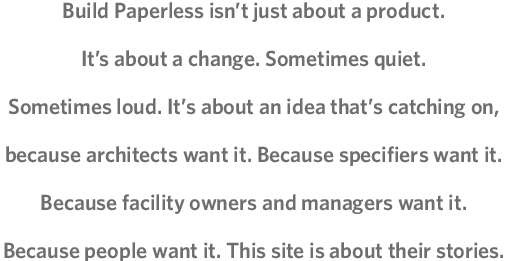 Build Paperless isn’t just about a product.
It’s about a change. Sometimes quiet.
Sometimes loud. It’s about an idea that’s catching on,
because architects want it. Because specifiers want it.
Because facility owners and managers want it.
Because people want it. This site is about their stories.